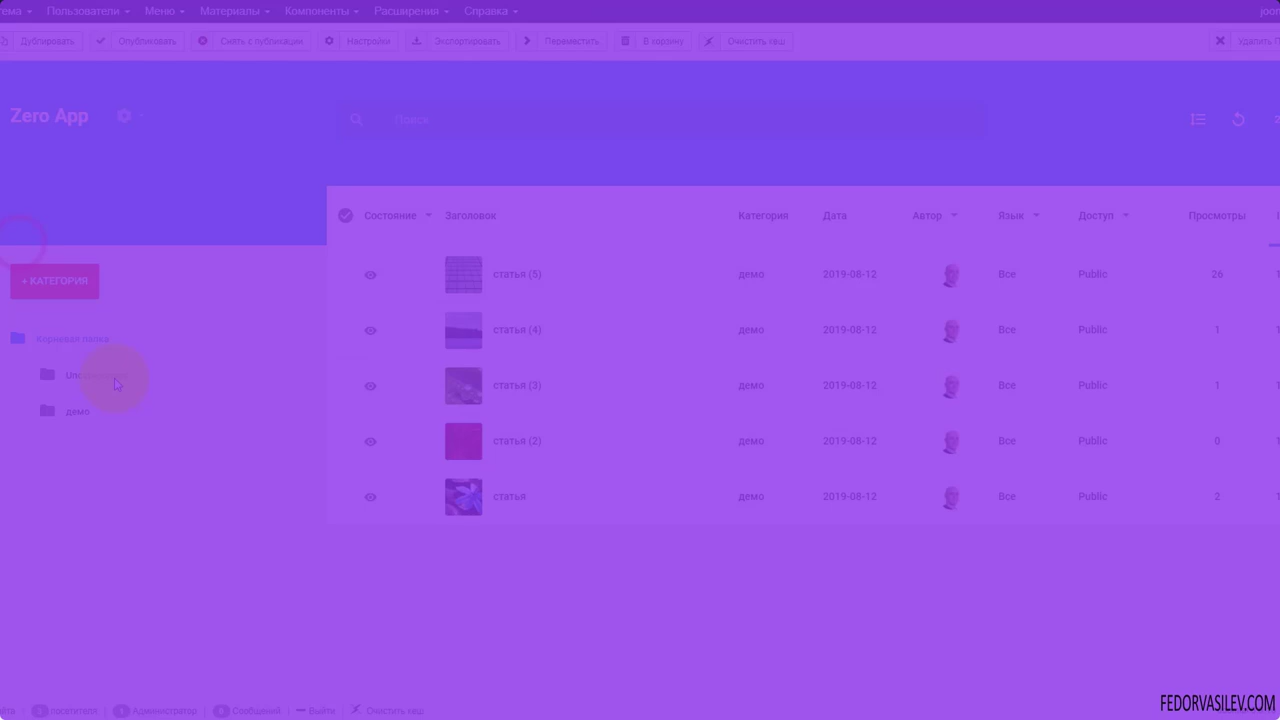 Пользователи Меню Материалы Компоненты Расширения Справка
Дублировать Опубликовать Снять с публикации Настройки Экспортировать Переместить В корзину Очистить кеш Удалить
Zero App Поиск
Состояние Заголовок Категория Дата Автор Язык Доступ Просмотры
статья (5) демо 2019-08-12 Все Public 26
+ КАТЕГОРИЯ
статья (4) демо 2019-08-12 Все Public 1
Корневая папка
статья (3) демо 2019-08-12 Все Public 1
демо
статья (2) демо 2019-08-12 Все Public 0
статья демо 2019-08-12 Все Public 2
посетителя Администратор Сообщений Выйти Очистить кеш
FEDORVASILEV.COM